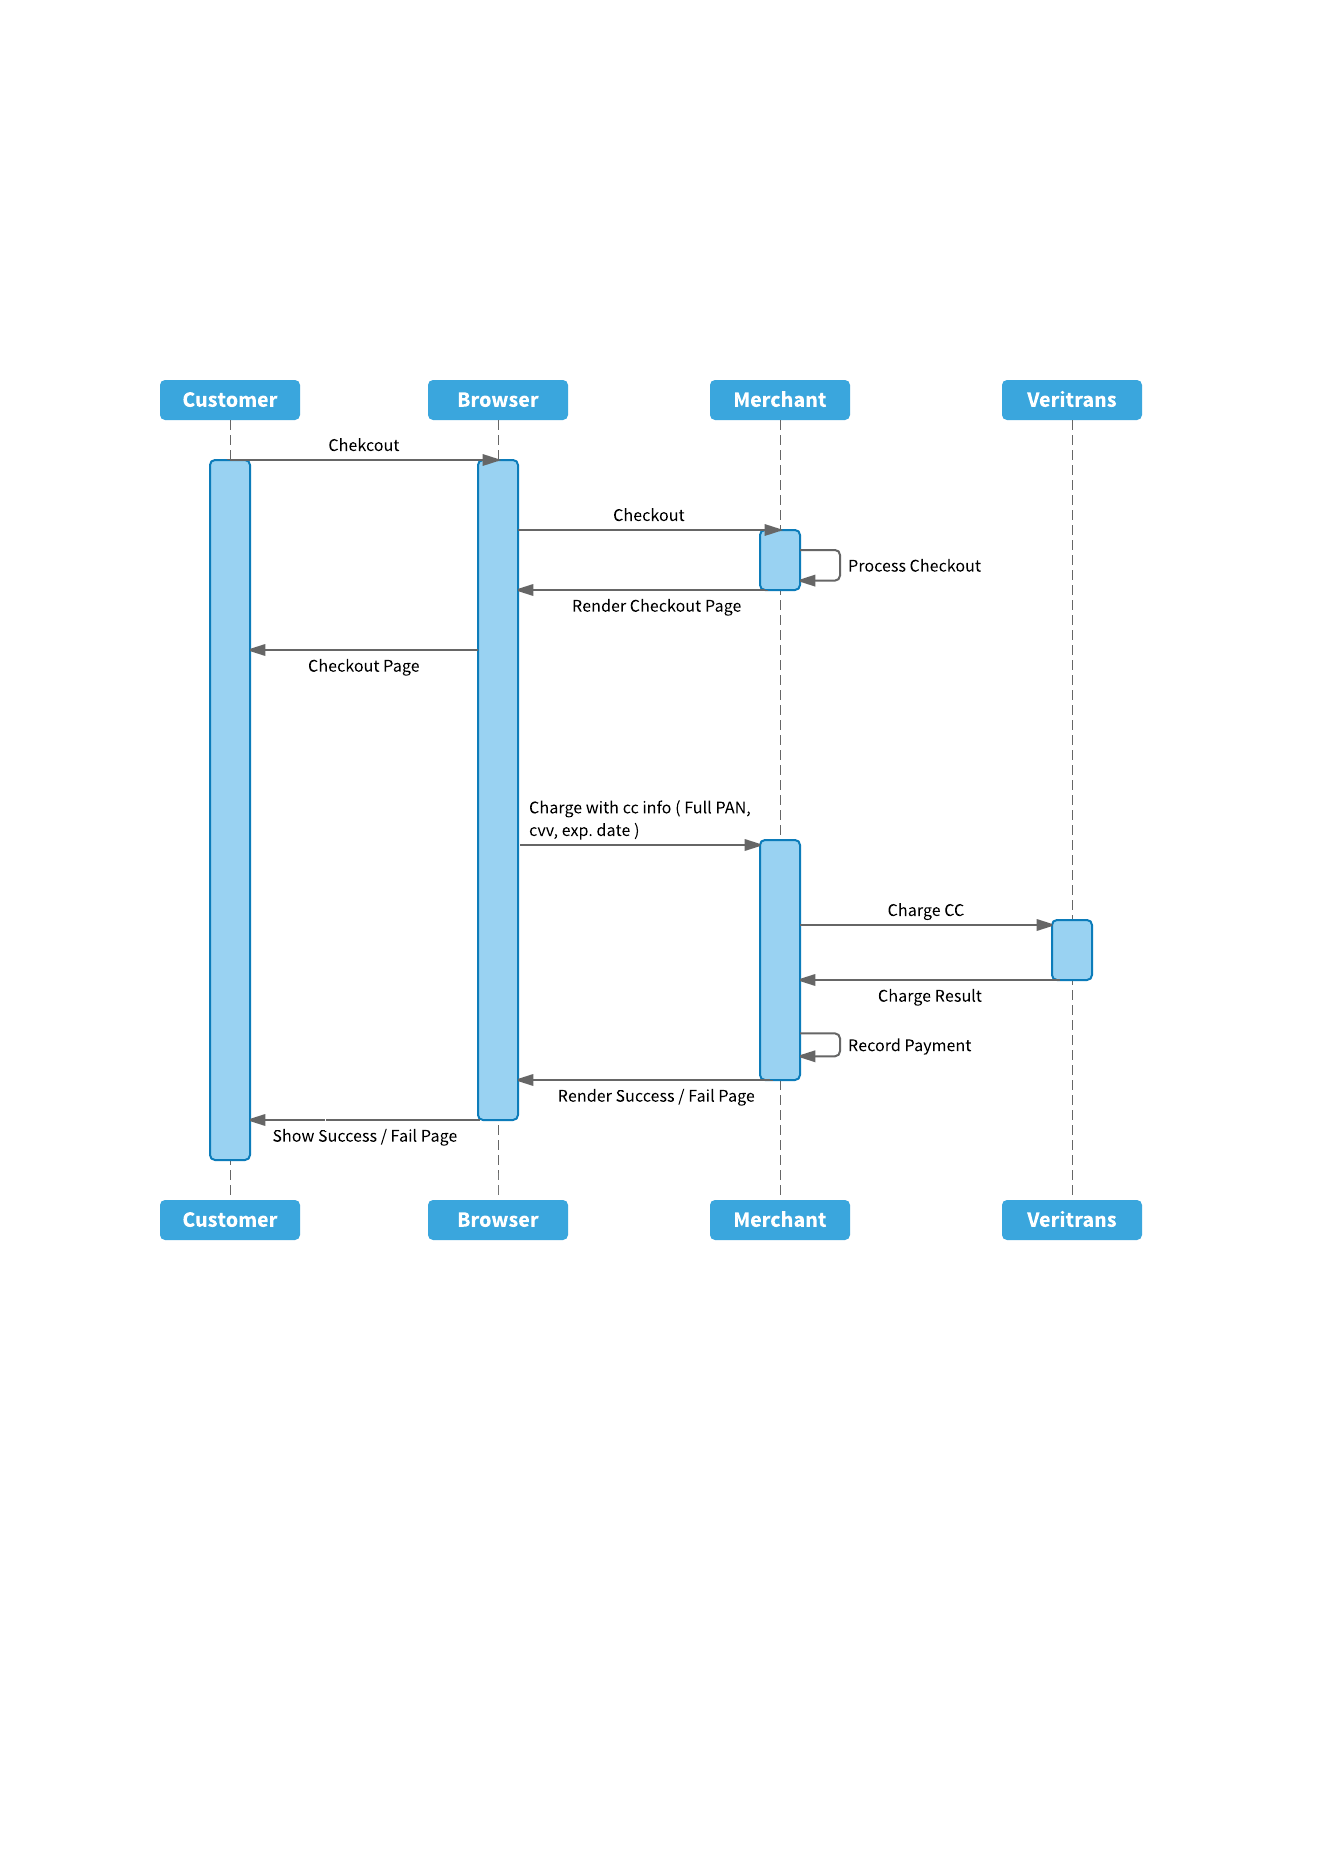 Customer
Browser
Merchant
Veritrans
Chekcout
Checkout
Process Checkout
Render Checkout Page
Checkout Page
Charge with cc info ( Full PAN,
cvv, exp. date )
Charge CC
Charge Result
Record Payment
Render Success / Fail Page
Show Success / Fail Page
Customer
Browser
Merchant
Veritrans